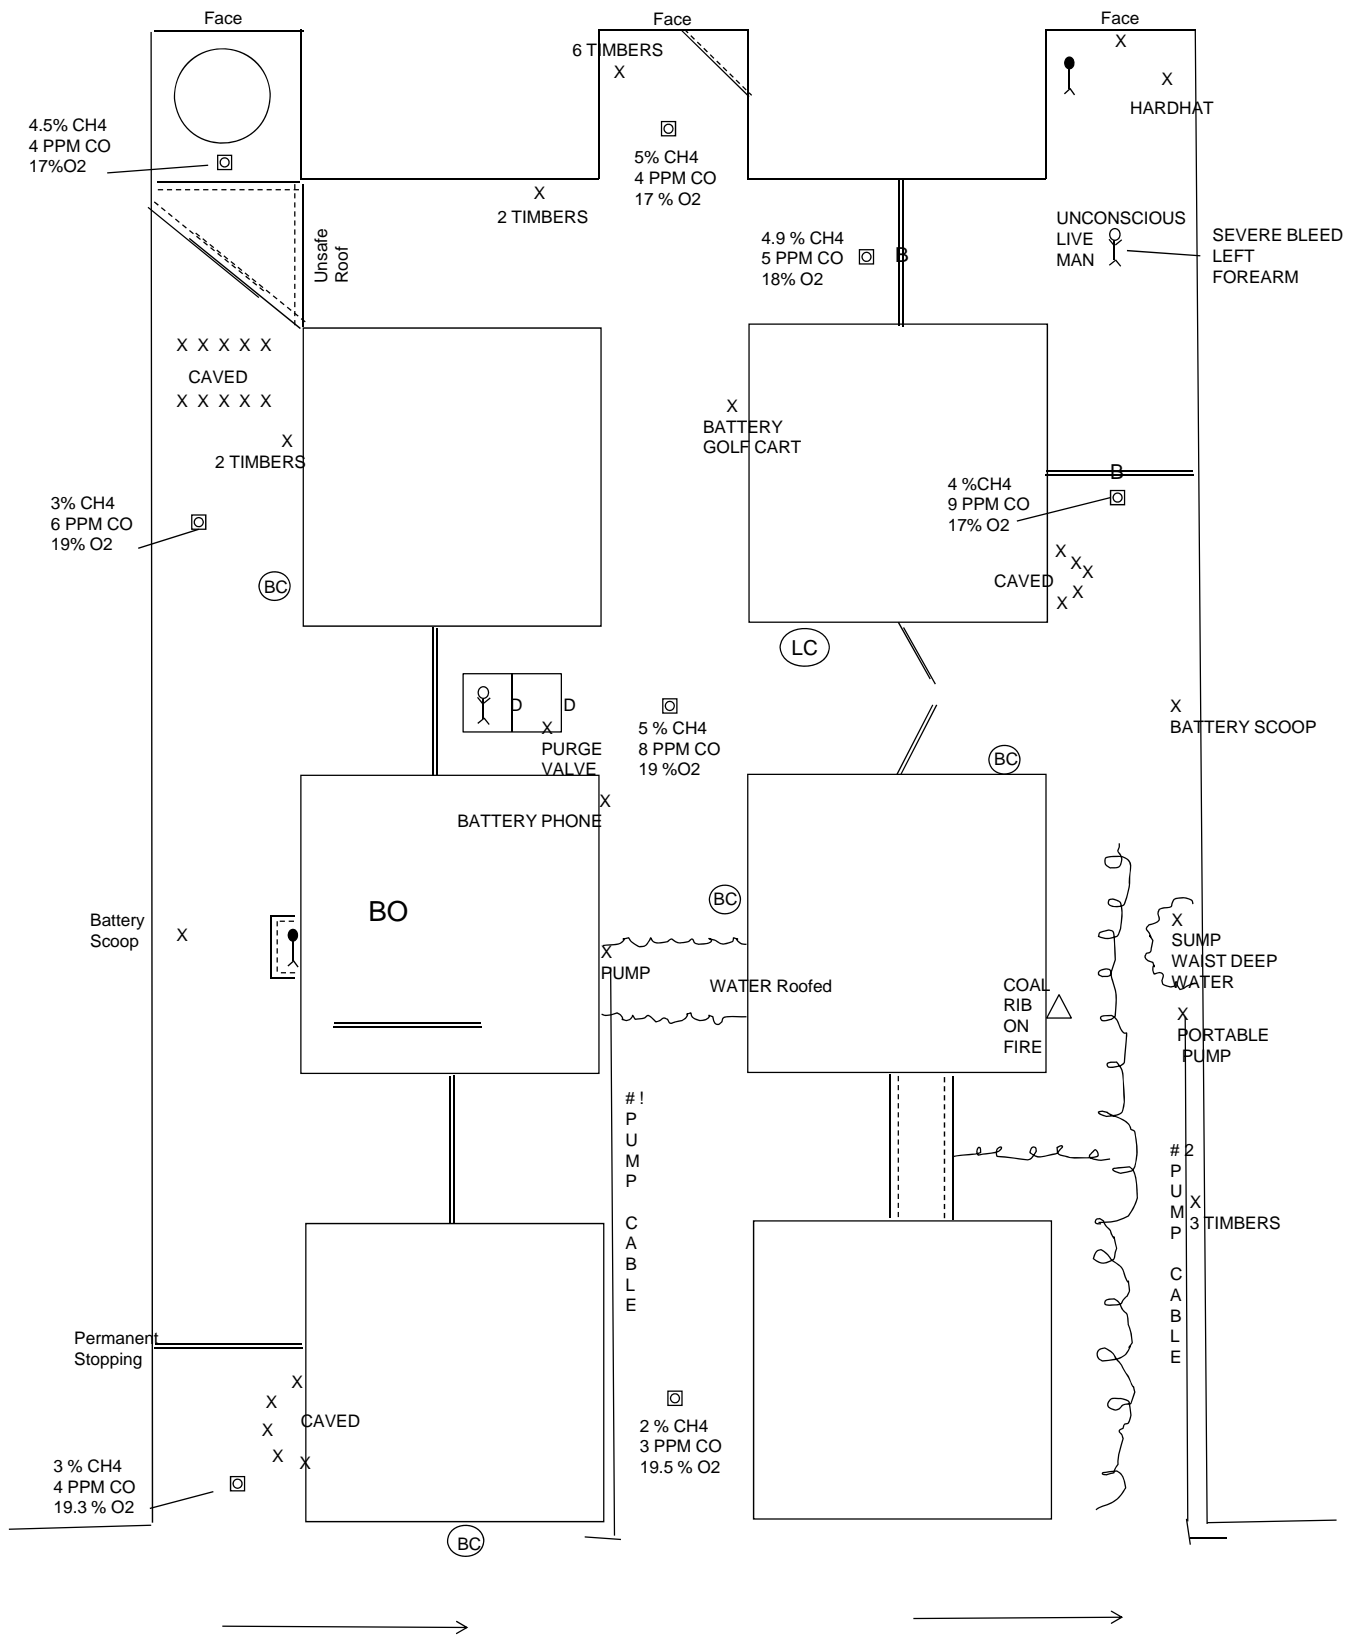 Face
Face
Face
6 TIMBERS
X
X
X
HARDHAT
4.5% CH4
4 PPM CO
17%O2
5% CH4
4 PPM CO
17 % O2
X
2 TIMBERS
Unsafe
Roof
4.9 % CH4
5 PPM CO
18% O2
B
UNCONSCIOUS
LIVE
MAN
SEVERE BLEED
LEFT
FOREARM
X X X X X
CAVED
X X X X X
X
2 TIMBERS
X
BATTERY
GOLF CART
3% CH4
6 PPM CO
19% O2
B
4 %CH4
9 PPM CO
17% O2
X
X
X
CAVED
X
X
BC
LC
D
D
X
PURGE
VALVE
5 % CH4
8 PPM CO
19 %O2
X
BATTERY SCOOP
BC
X
BATTERY PHONE
BO
BC
Battery
Scoop
X
X
PUMP
WATER Roofed
COAL
RIB
ON
FIRE
X
SUMP
WAIST DEEP
WATER
X
PORTABLE
PUMP
#!
P
U
M
P
C
A
B
L
E
# 2
P
U
M
P
C
A
B
L
E
X
3 TIMBERS
Permanent
Stopping
X
X
CAVED
X
X
X
2 % CH4
3 PPM CO
19.5 % O2
3 % CH4
4 PPM CO
19.3 % O2
BC